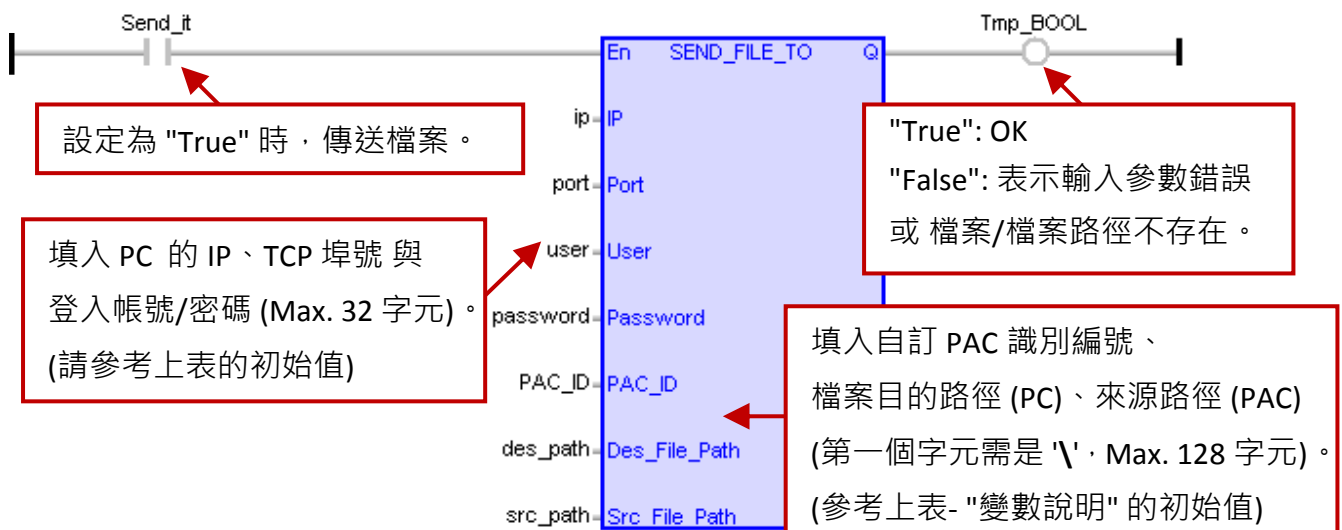 Send_it
Tmp_BOOL
En SEND_FILE_TO Q
設定為 "True" 時，傳送檔案。
"True": OK
"False": 表示輸入參數錯誤
或 檔案/檔案路徑不存在。
ip IP
port Port
填入 PC 的 IP、TCP 埠號 與
登入帳號/密碼 (Max. 32 字元)。
(請參考上表的初始值)
user User
password Password
PAC_ID PAC_ID
des_path Des_File_Path
src_path Src_File_Path
填入自訂 PAC 識別編號、
檔案目的路徑 (PC)、來源路徑 (PAC)
(第一個字元需是 '\'，Max. 128 字元)。
(參考上表- "變數說明" 的初始值)